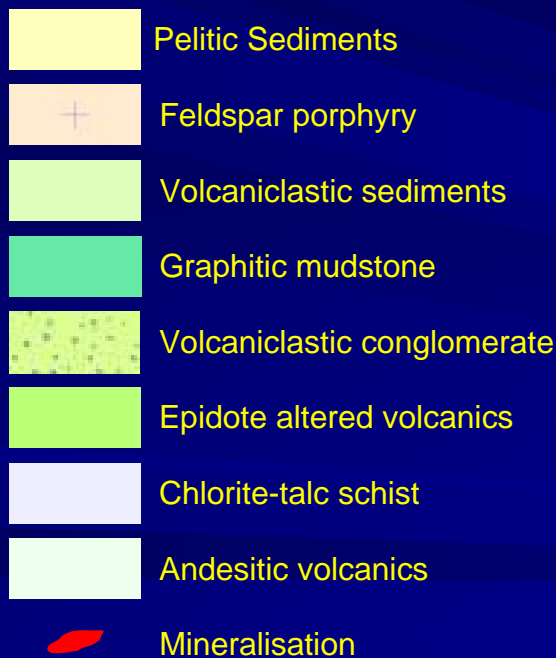 Pelitic Sediments
Feldspar porphyry
Volcaniclastic sediments
Graphitic mudstone
Volcaniclastic conglomerate
Epidote altered volcanics
Chlorite-talc schist
Andesitic volcanics
Mineralisation